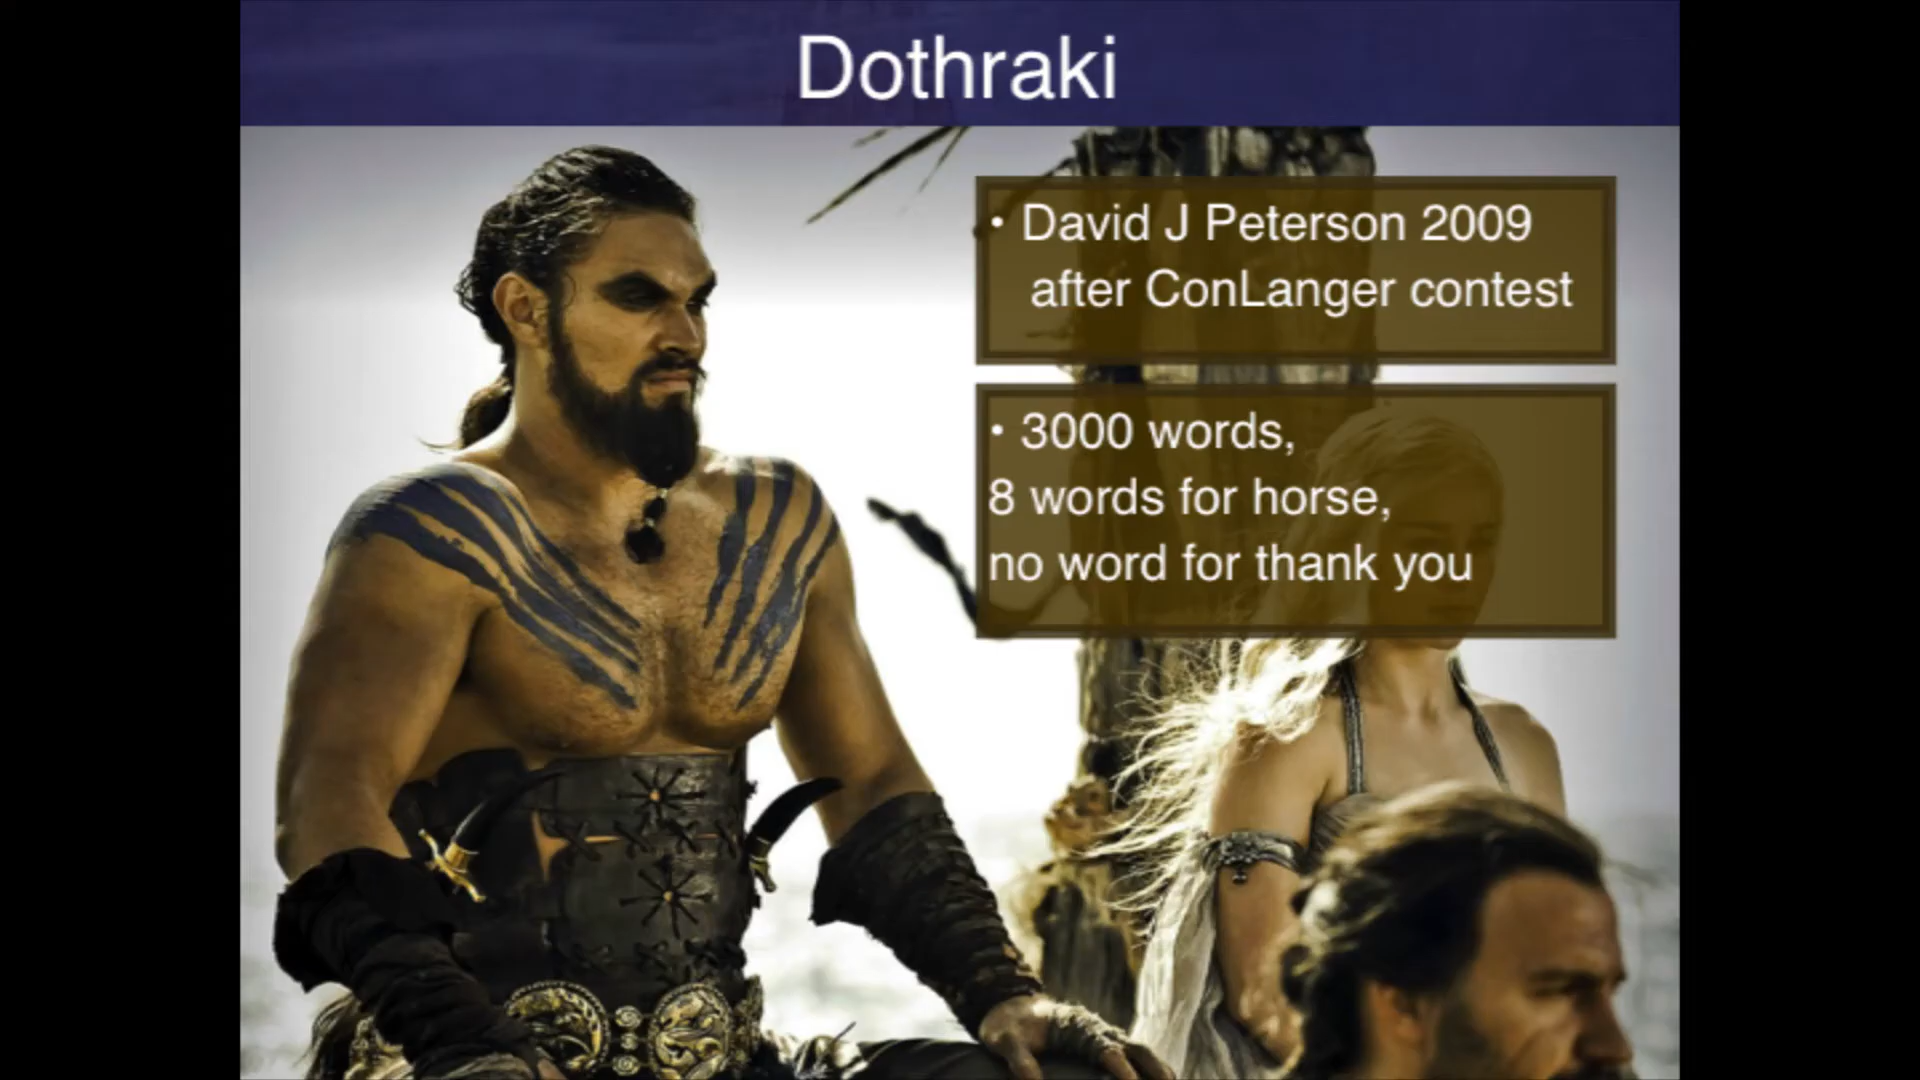 Dothraki
• David J Peterson 2009
after ConLanger contest
• 3000 words,
8 words for horse,
no word for thank you